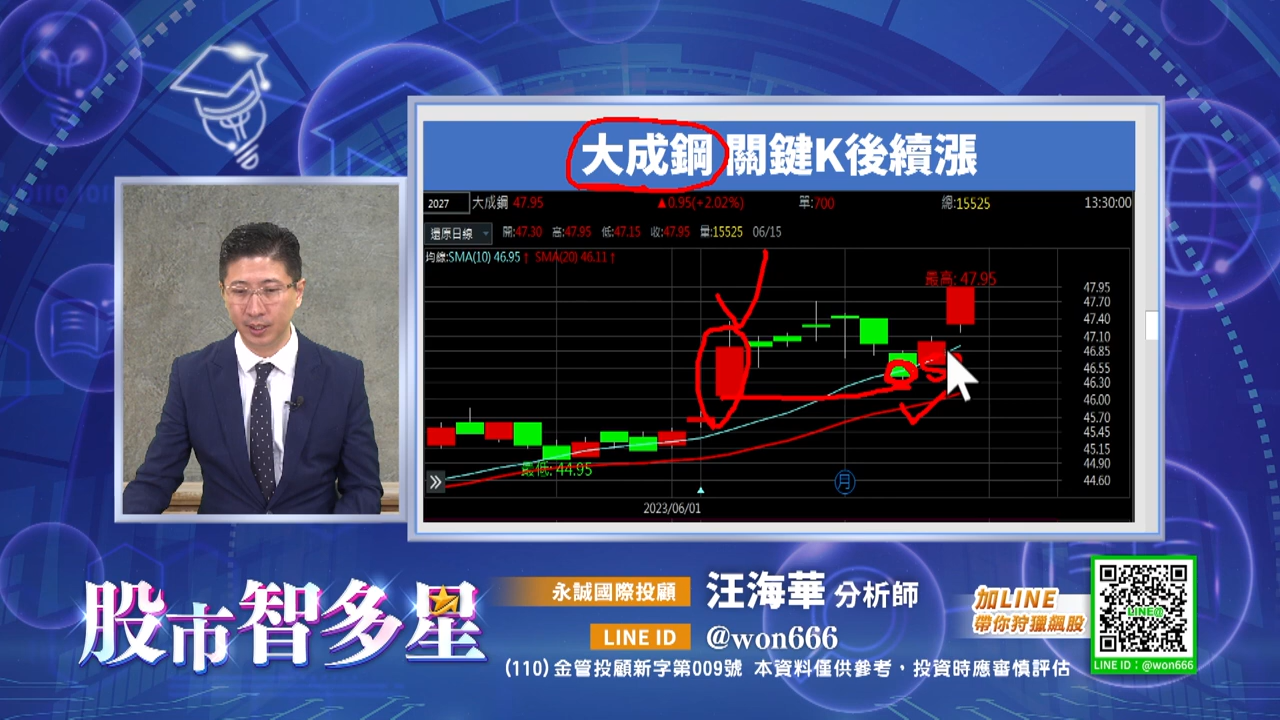 大成鋼 關鍵K後續漲
2027 大成鋼 47.95 ▲0.95(+2.02%) 單:700 總:15525 13:30:00
還原日線 開:47.30 高:47.95 低:47.15 收:47.95 量:15525 06/15
均線:SMA(10) 46.95↑ SMA(20) 46.11↑
最高: 47.95
47.95
47.70
47.40
47.10
46.85
46.55
46.30
46.00
45.70
45.45
45.15
44.90
44.60
最低: 44.95
月
2023/06/01
股市智多星
永誠國際投顧 汪海華 分析師
LINE ID @won666
(110)金管投顧新字第009號 本資料僅供參考,投資時應審慎評估
加LINE
帶你狩獵飆股
LINE@
LINE ID:@won666